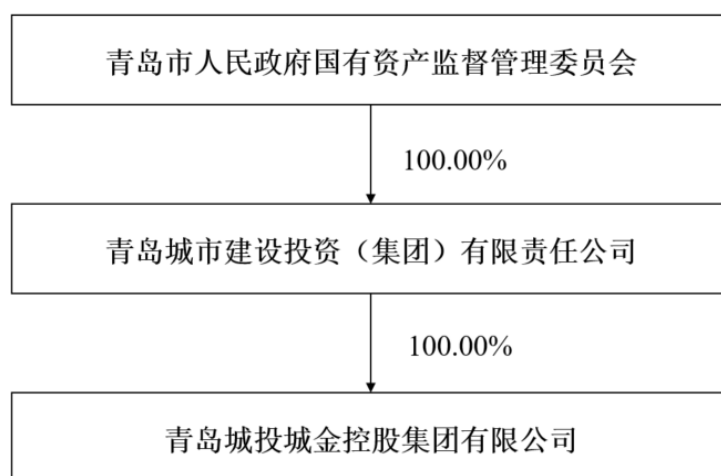 青岛市人民政府国有资产监督管理委员会
100.00%
青岛城市建设投资（集团）有限责任公司
100.00%
青岛城投城金控股集团有限公司